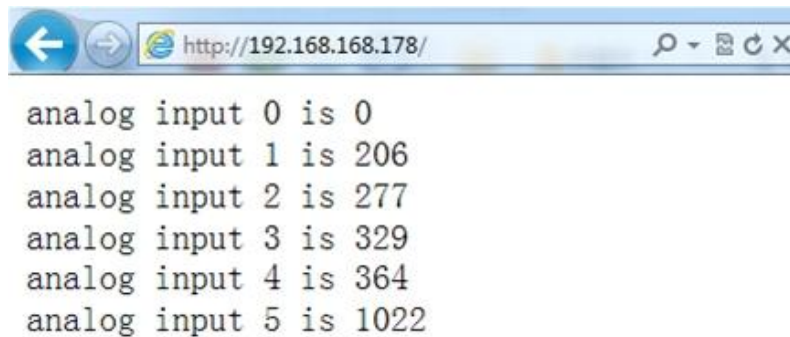 http://192.168.168.178/
analog input 0 is 0
analog input 1 is 206
analog input 2 is 277
analog input 3 is 329
analog input 4 is 364
analog input 5 is 1022